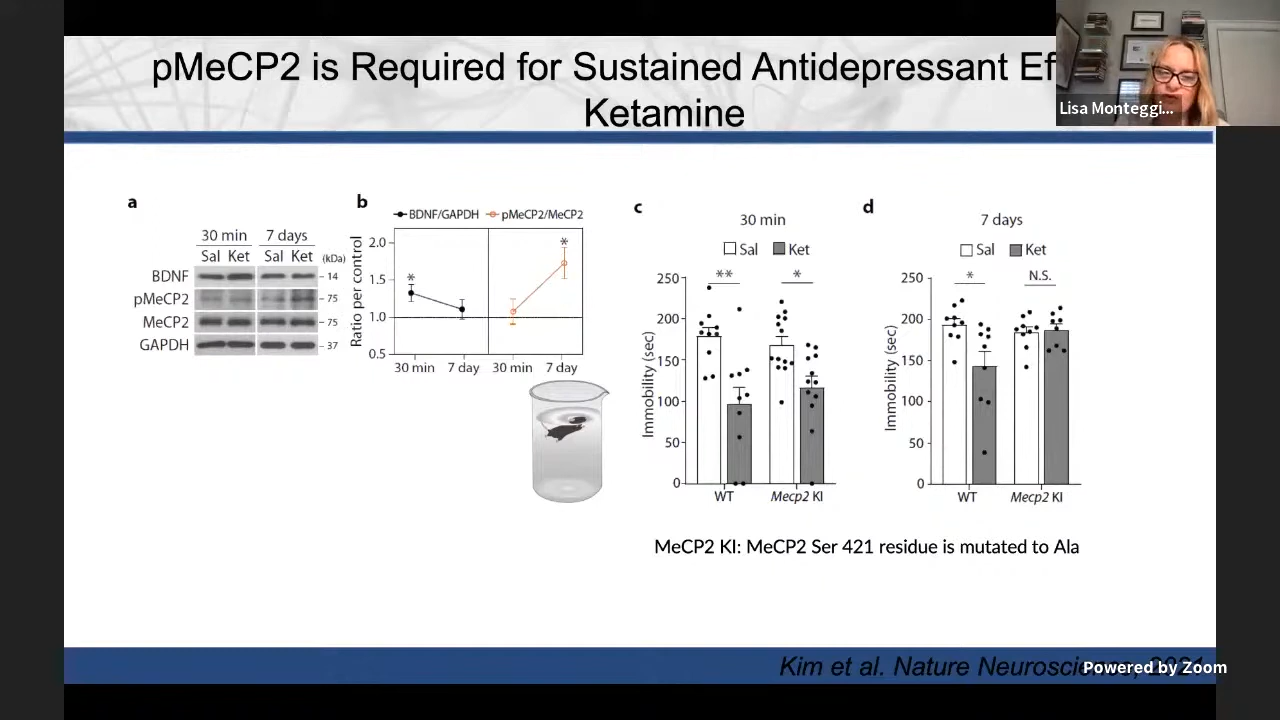 pMeCP2 is Required for Sustained Antidepressant
Ketamine
Lisa Monteggi...
a
30 min 7 days
Sal Ket Sal Ket (kDa)
BDNF 14
pMeCP2 75
MeCP2 75
GAPDH 37
b
BDNF/GAPDH pMeCP2/MeCP2
Ratio per control
2.0
1.5
1.0
0.5
* *
30 min 7 day 30 min 7 day
c
30 min
Sal Ket
** *
Immobility (sec)
250
200
150
100
50
0
WT Mecp2 KI
d
7 days
Sal Ket
* N.S.
Immobility (sec)
250
200
150
100
50
0
WT Mecp2 KI
MeCP2 KI: MeCP2 Ser 421 residue is mutated to Ala
Kim et al. Nature Neuroscience, 2021
Powered by Zoom